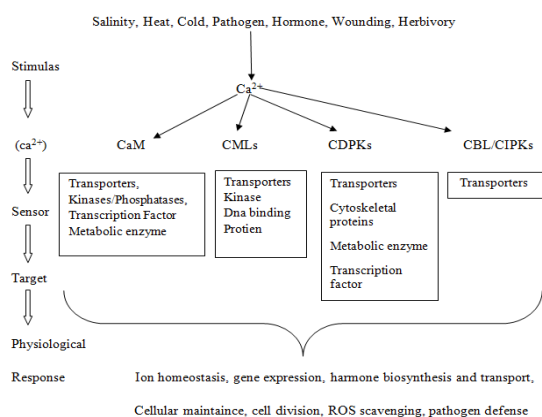 Salinity, Heat, Cold, Pathogen, Hormone, Wounding, Herbivory
Stimulas
Ca²⁺
(ca²⁺)
CaM
CMLs
CDPKs
CBL/CIPKs
Transporters,
Kinases/Phosphatases,
Transcription Factor
Metabolic enzyme
Transporters
Kinase
Dna binding
Protien
Transporters
Cytoskeletal
proteins
Metabolic enzyme
Transcription
factor
Transporters
Sensor
Target
Physiological
Response
Ion homeostasis, gene expression, harmone biosynthesis and transport,
Cellular maintaince, cell division, ROS scavenging, pathogen defense